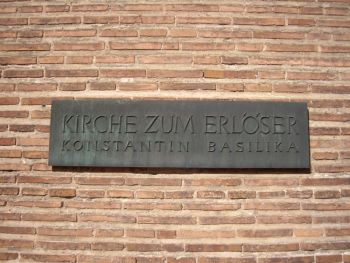 KIRCHE ZUM ERLÖSER
KONSTANTIN BASILIKA